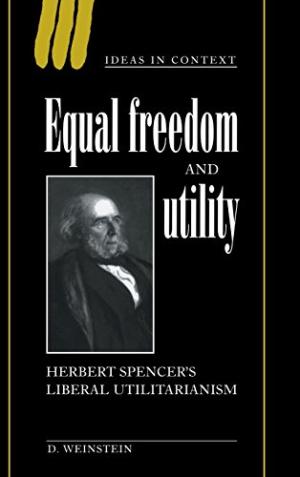 IDEAS IN CONTEXT
Equal freedom
AND
utility
HERBERT SPENCER'S
LIBERAL UTILITARIANISM
D. WEINSTEIN